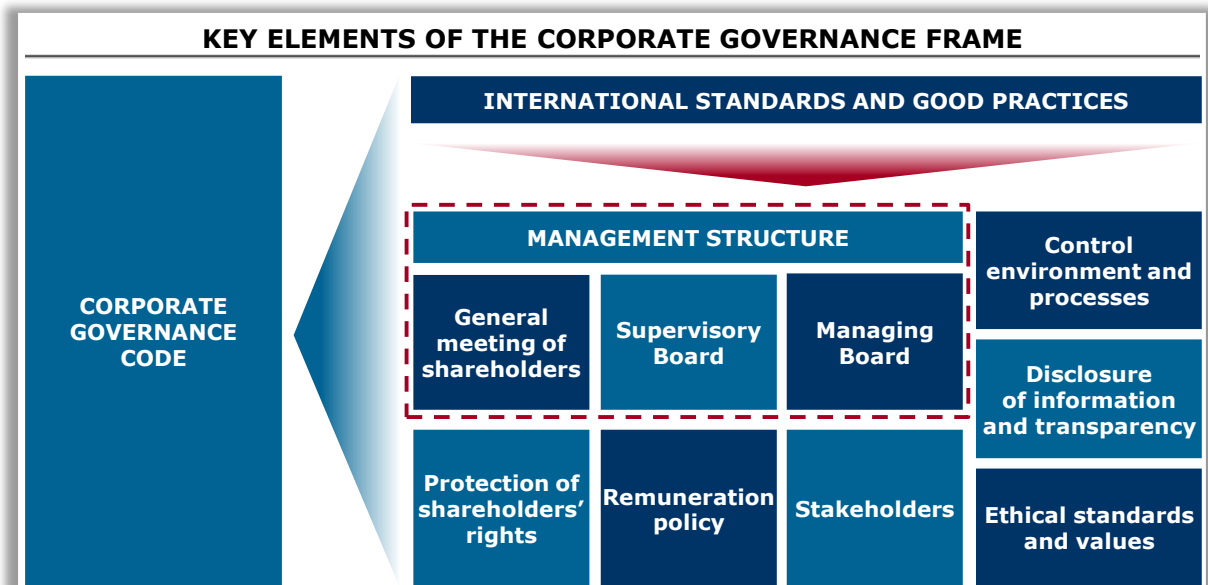 KEY ELEMENTS OF THE CORPORATE GOVERNANCE FRAME
INTERNATIONAL STANDARDS AND GOOD PRACTICES
CORPORATE
GOVERNANCE
CODE
MANAGEMENT STRUCTURE
General
meeting of
shareholders
Supervisory
Board
Managing
Board
Control
environment and
processes
Disclosure
of information
and transparency
Protection of
shareholders’
rights
Remuneration
policy
Stakeholders
Ethical standards
and values